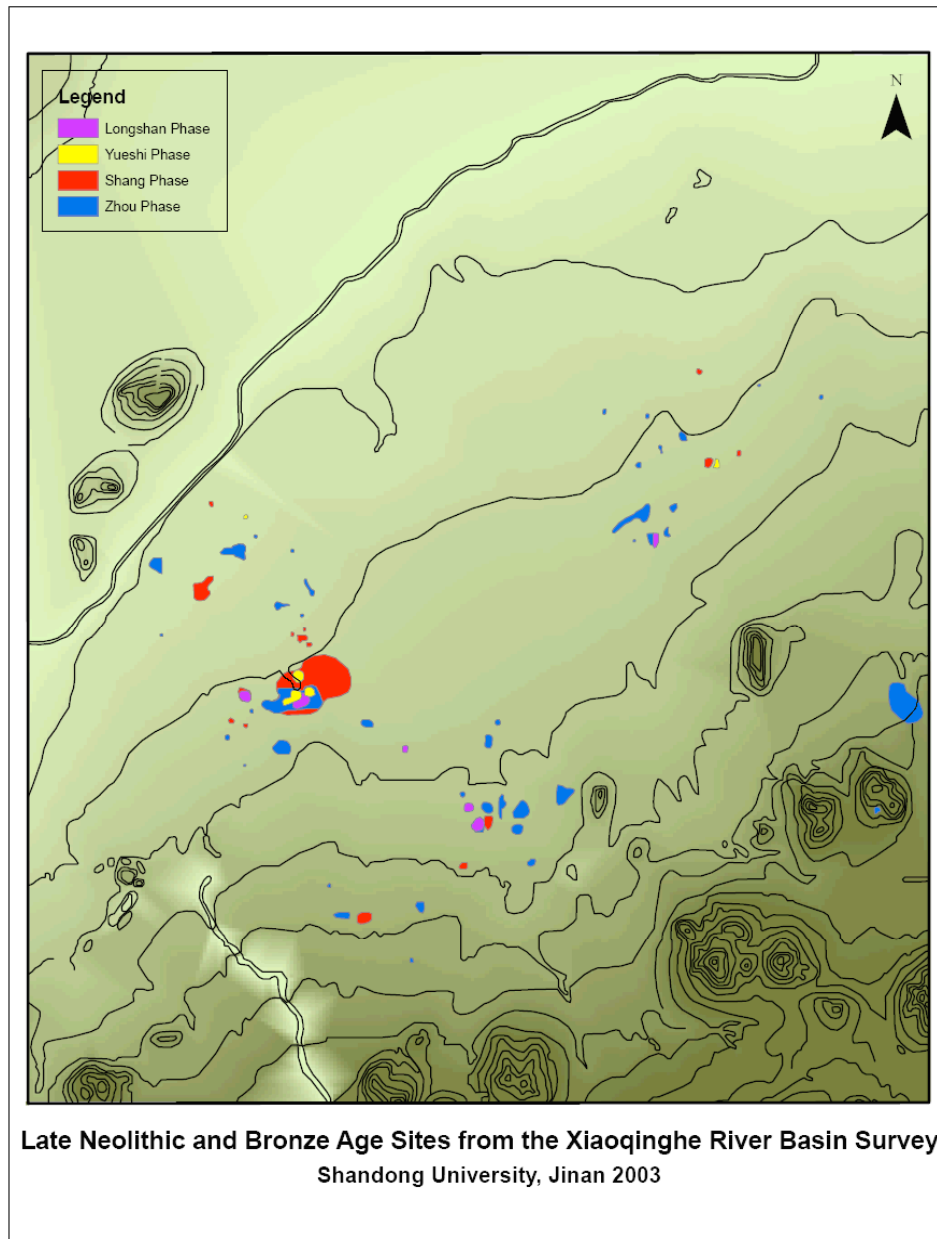 Legend
Longshan Phase
Yueshi Phase
Shang Phase
Zhou Phase
N
Late Neolithic and Bronze Age Sites from the Xiaoqinghe River Basin Survey
Shandong University, Jinan 2003